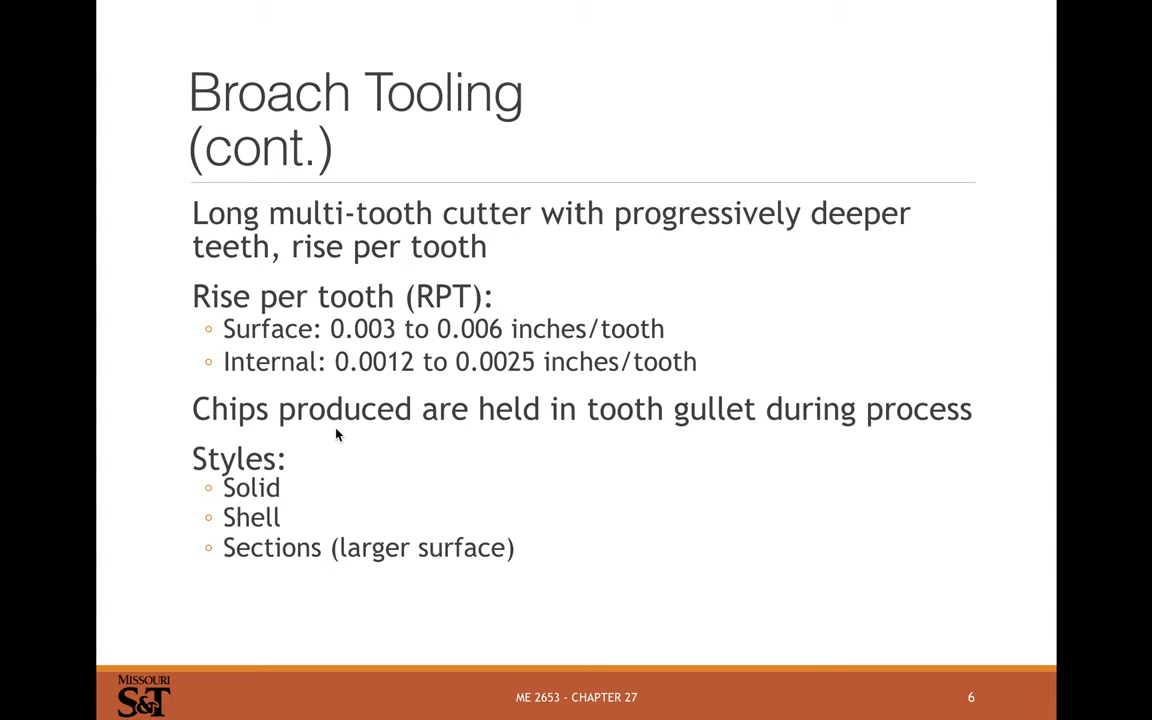 Broach Tooling
(cont.)
Long multi-tooth cutter with progressively deeper
teeth, rise per tooth
Rise per tooth (RPT):
◦ Surface: 0.003 to 0.006 inches/tooth
◦ Internal: 0.0012 to 0.0025 inches/tooth
Chips produced are held in tooth gullet during process
Styles:
◦ Solid
◦ Shell
◦ Sections (larger surface)
MISSOURI
S&T
ME 2653 - CHAPTER 27
6